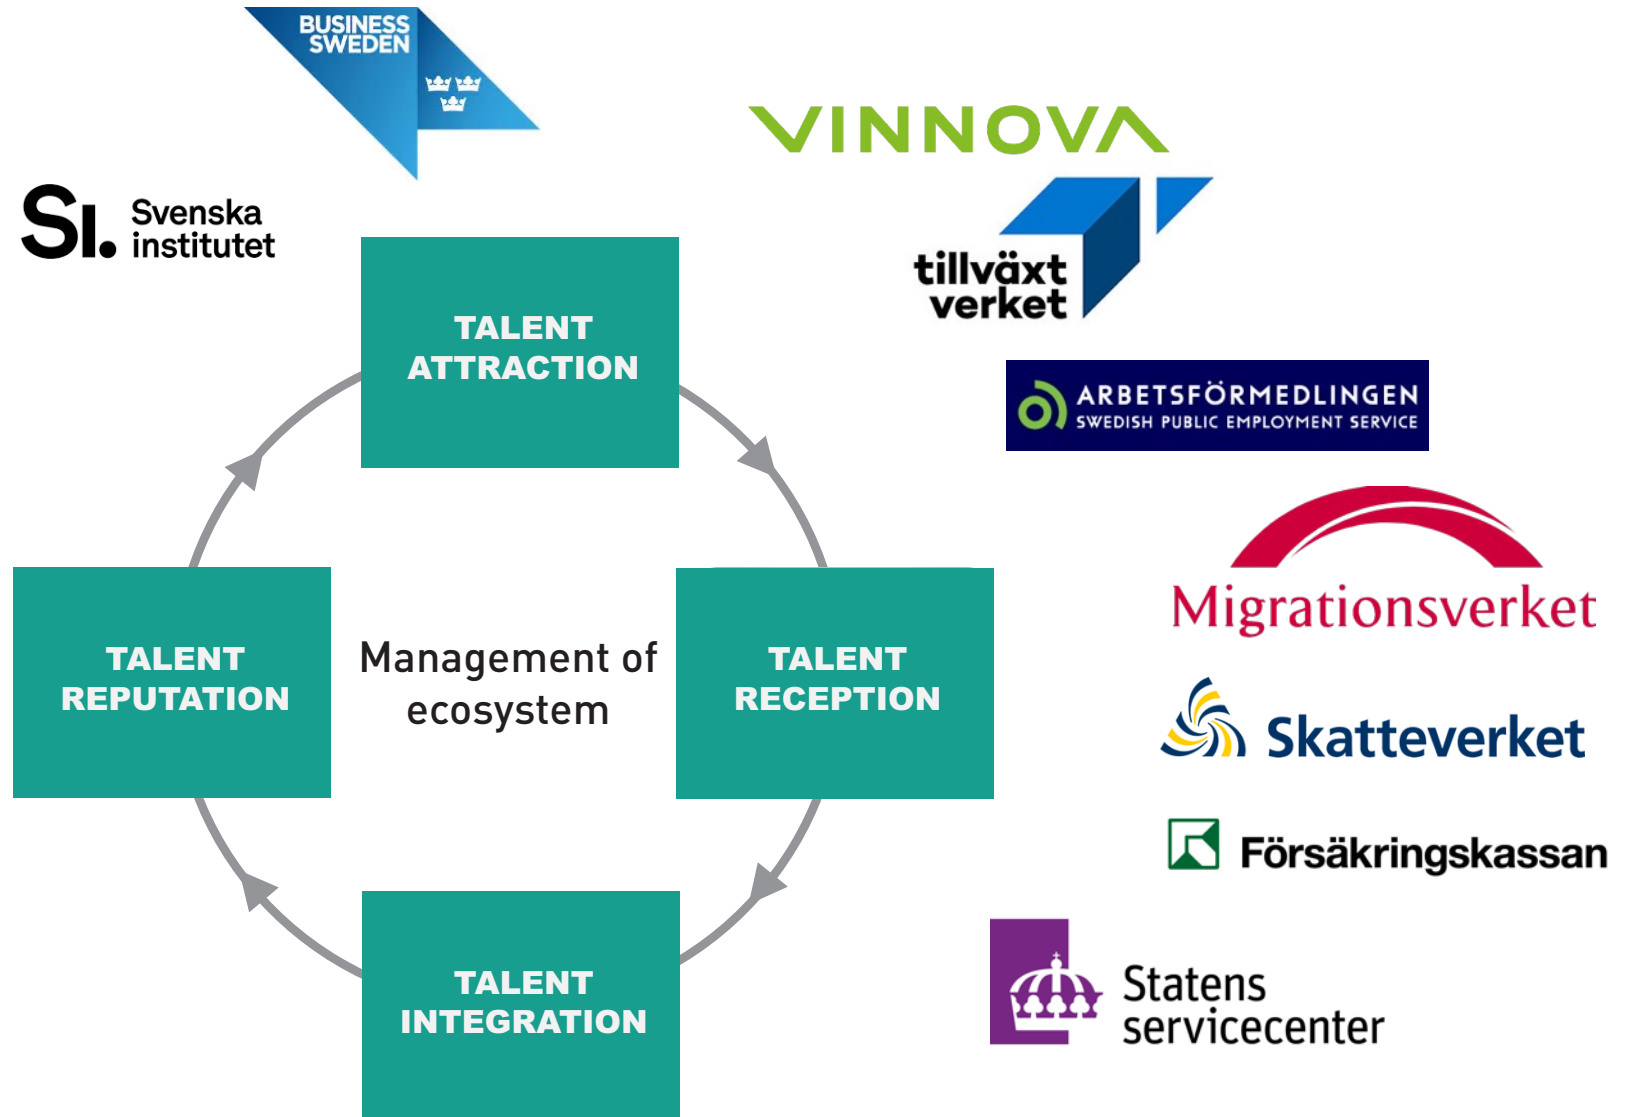 BUSINESS
SWEDEN
VINNOVA
SI. Svenska
institutet
tillväxt
verket
TALENT
ATTRACTION
ARBETSFÖRMEDLINGEN
SWEDISH PUBLIC EMPLOYMENT SERVICE
Migrationsverket
TALENT
REPUTATION
Management of
ecosystem
TALENT
RECEPTION
Skatteverket
Försäkringskassan
TALENT
INTEGRATION
Statens
servicecenter